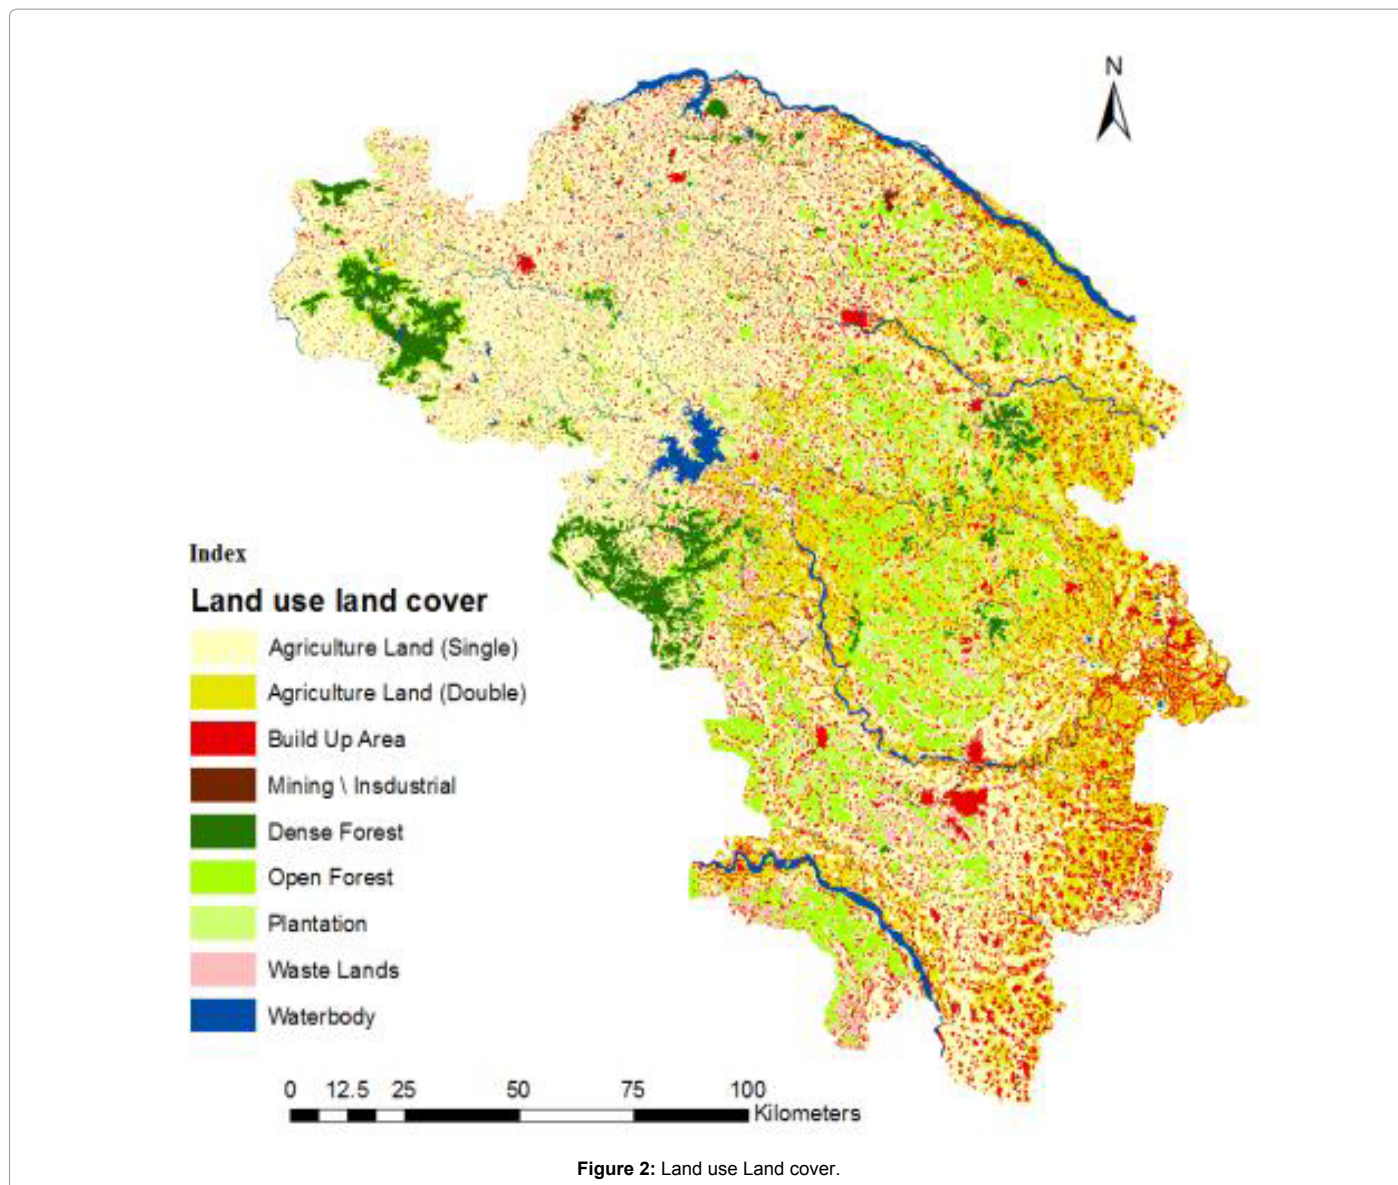 N
Index
Land use land cover
Agriculture Land (Single)
Agriculture Land (Double)
Build Up Area
Mining \ Insdustrial
Dense Forest
Open Forest
Plantation
Waste Lands
Waterbody
0 12.5 25 50 75 100
Kilometers
Figure 2: Land use Land cover.